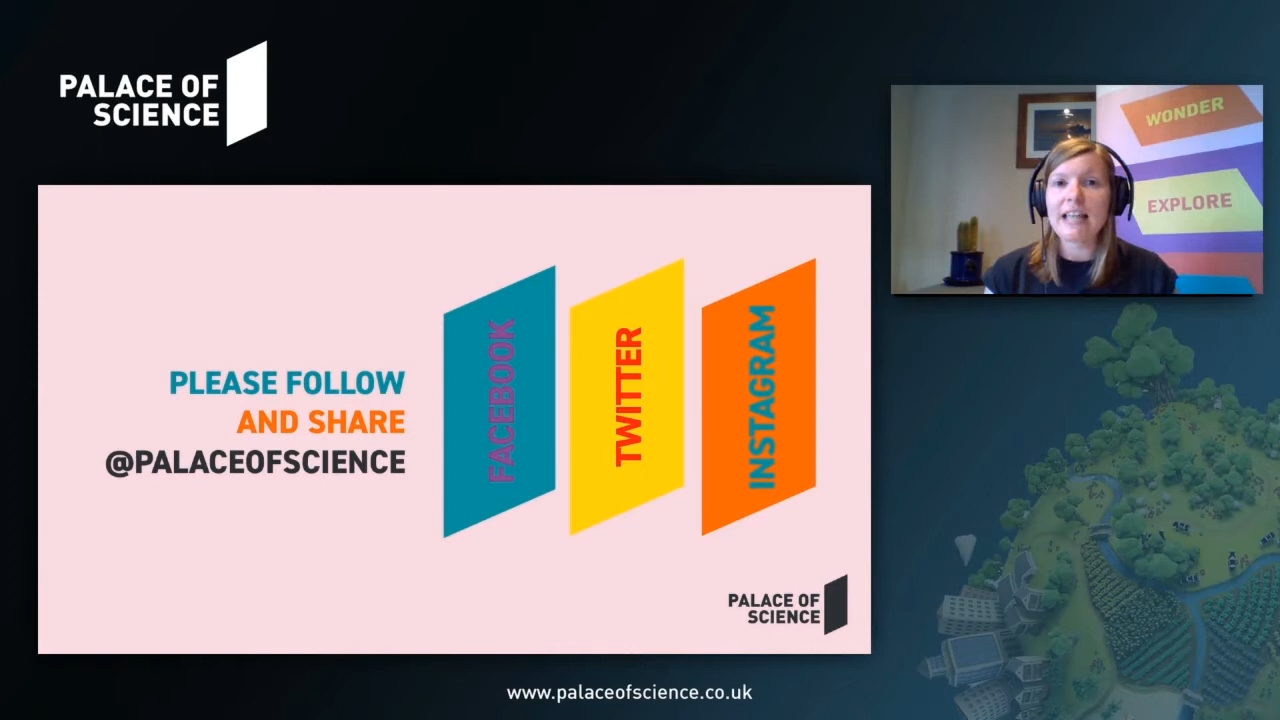 PALACE OF
SCIENCE
WONDER
EXPLORE
PLEASE FOLLOW
AND SHARE
@PALACEOFSCIENCE
FACEBOOK
TWITTER
INSTAGRAM
PALACE OF
SCIENCE
www.palaceofscience.co.uk